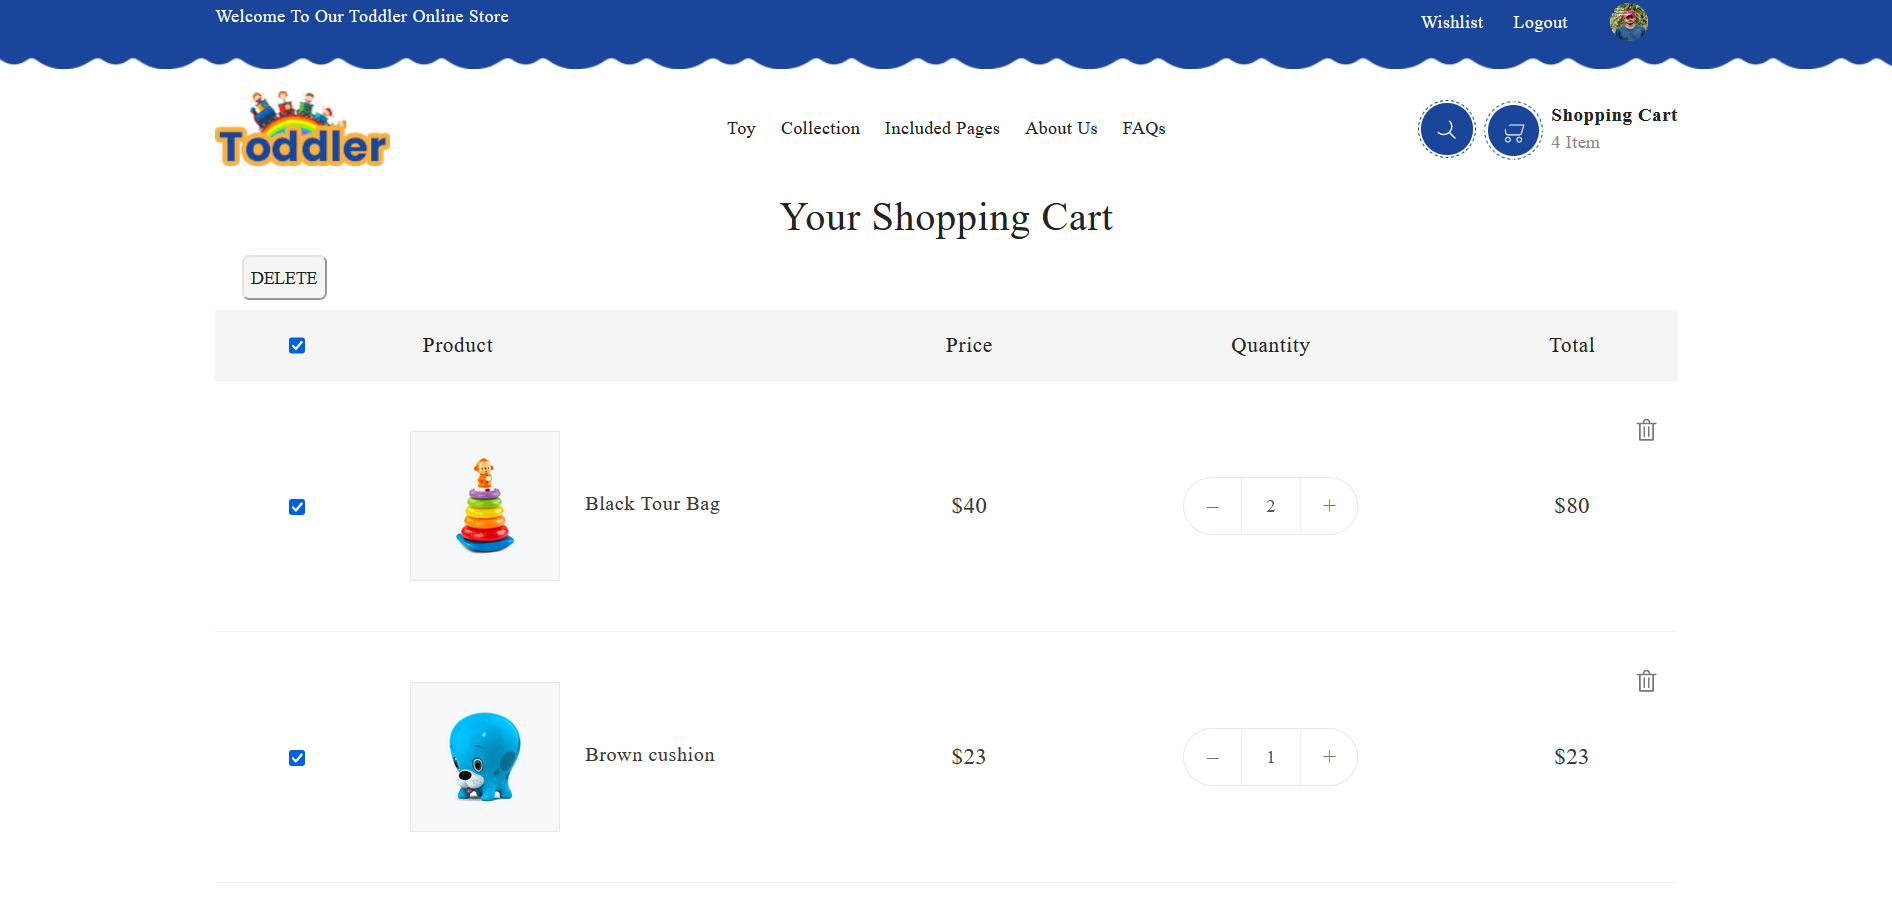 Welcome To Our Toddler Online Store
Wishlist
Logout
Toddler
Toy
Collection
Included Pages
About Us
FAQs
Shopping Cart
4 Item
Your Shopping Cart
DELETE
Product
Price
Quantity
Total
Black Tour Bag
$40
– 2 +
$80
Brown cushion
$23
– 1 +
$23